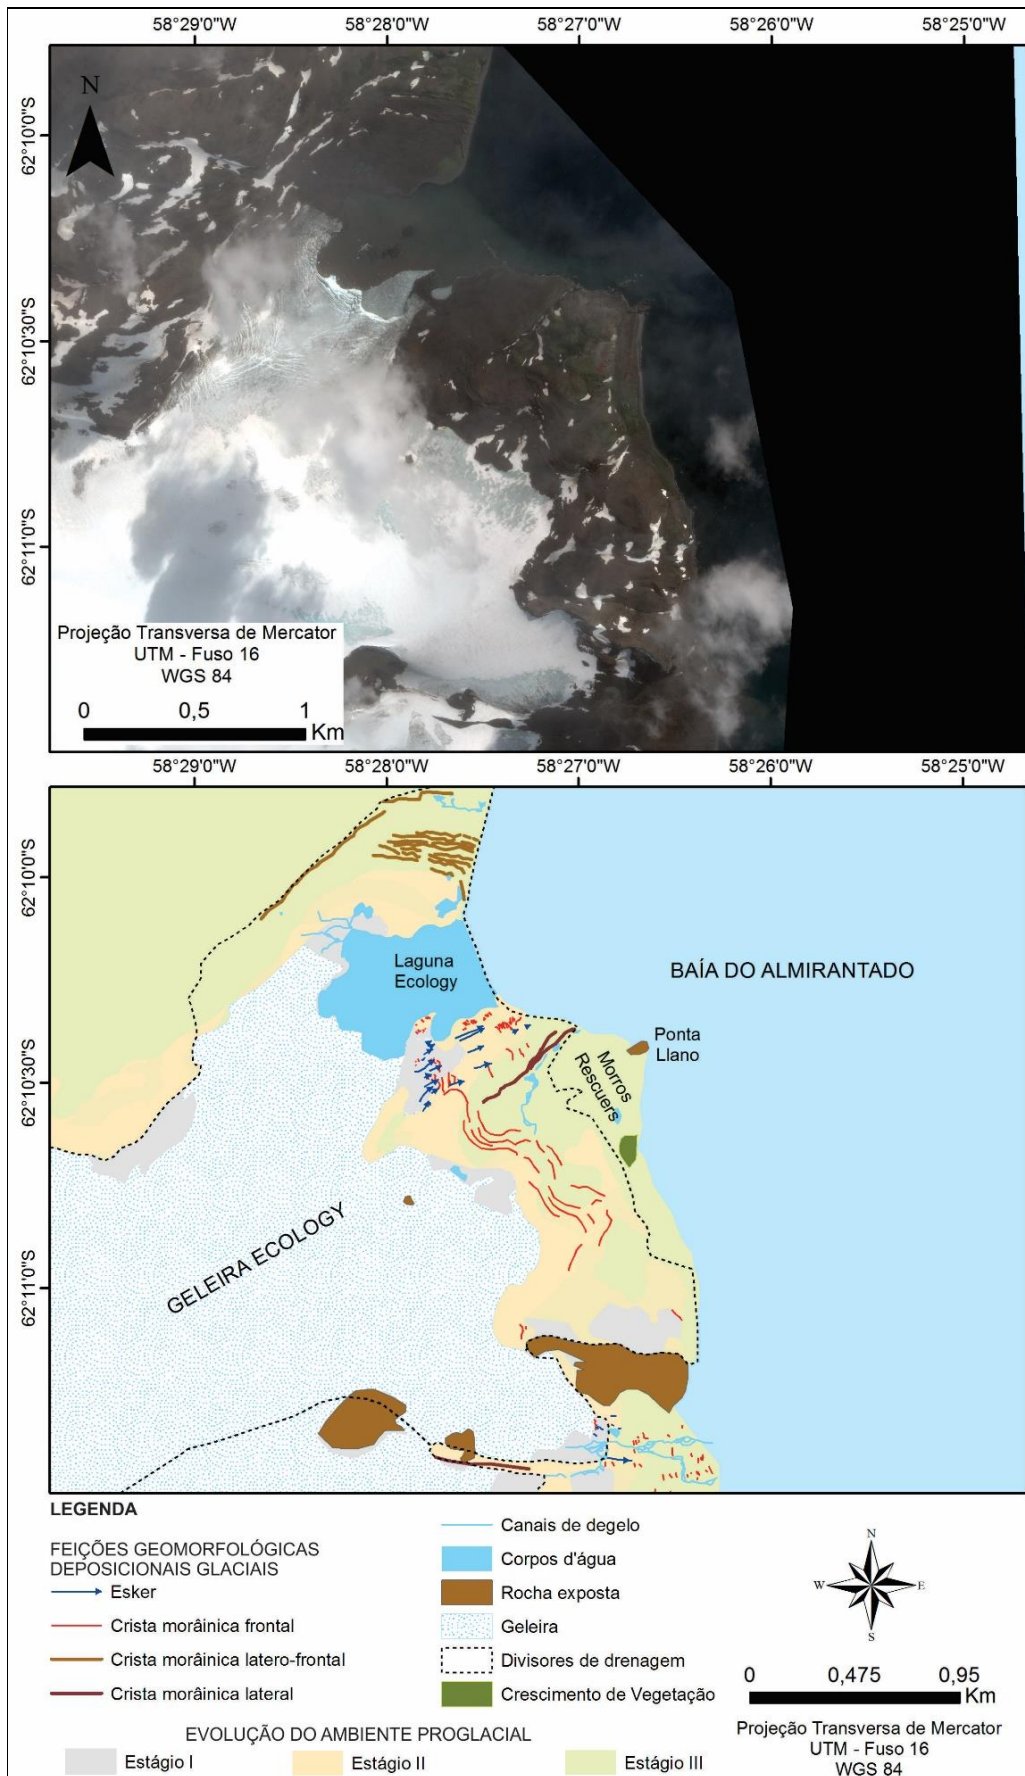 58°29'0"W 58°28'0"W 58°27'0"W 58°26'0"W 58°25'0"W
N
62°10'0"S
62°10'30"S
62°11'0"S
Projeção Transversa de Mercator
UTM - Fuso 16
WGS 84
0 0,5 1
Km
58°29'0"W 58°28'0"W 58°27'0"W 58°26'0"W 58°25'0"W
62°10'0"S
62°10'30"S
62°11'0"S
Laguna
Ecology
BAÍA DO ALMIRANTADO
Ponta
Llano
Morros
Rescuers
GELEIRA ECOLOGY
LEGENDA
FEIÇÕES GEOMORFOLÓGICAS
DEPOSICIONAIS GLACIAIS
Esker
Crista morâinica frontal
Crista morâinica latero-frontal
Crista morâinica lateral
Canais de degelo
Corpos d'água
Rocha exposta
Geleira
Divisores de drenagem
Crescimento de Vegetação
N
W E
S
0 0,475 0,95
Km
Projeção Transversa de Mercator
UTM - Fuso 16
WGS 84
EVOLUÇÃO DO AMBIENTE PROGLACIAL
Estágio I Estágio II Estágio III